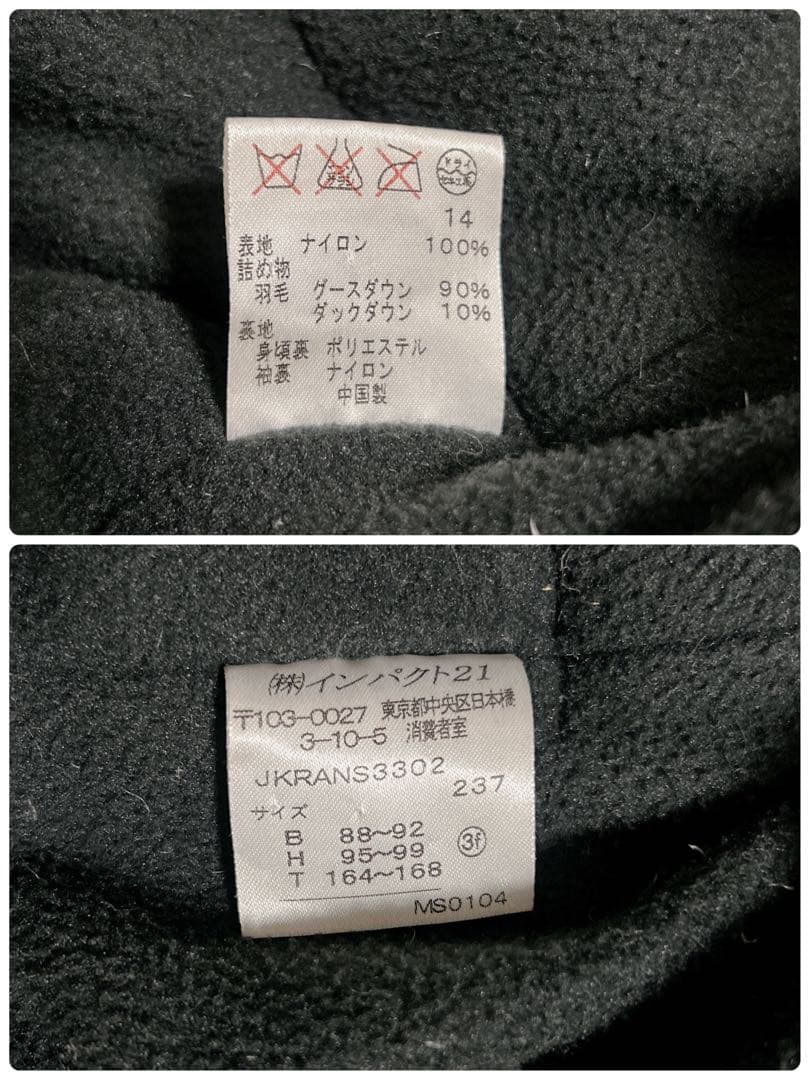 ドライ
セキユ系
14
表地 ナイロン 100%
詰め物
羽毛 グースダウン 90%
ダックダウン 10%
裏地
身頃裏 ポリエステル
袖裏 ナイロン
中国製
㈱インパクト21
〒103-0027 東京都中央区日本橋
3-10-5 消費者室
JKRANS3302
237
サイズ
B 88〜92
H 95〜99
T 164〜168
3f
MS0104